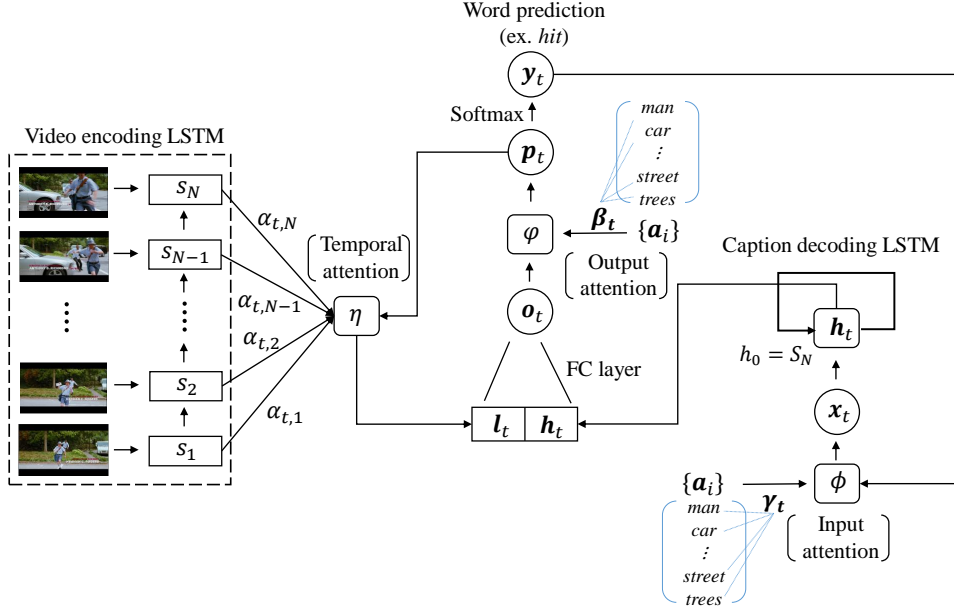 Word prediction
(ex. hit)
y_t
Softmax
p_t
man
car
⋮
street
trees
β_t
{a_i}
φ
[Output
attention]
o_t
FC layer
l_t
h_t
Video encoding LSTM
s_N
s_{N−1}
s_2
s_1
α_{t,N}
α_{t,N−1}
α_{t,2}
α_{t,1}
[Temporal
attention]
η
Caption decoding LSTM
h_t
h_0 = S_N
x_t
ϕ
{a_i}
γ_t
man
car
⋮
street
trees
[Input
attention]